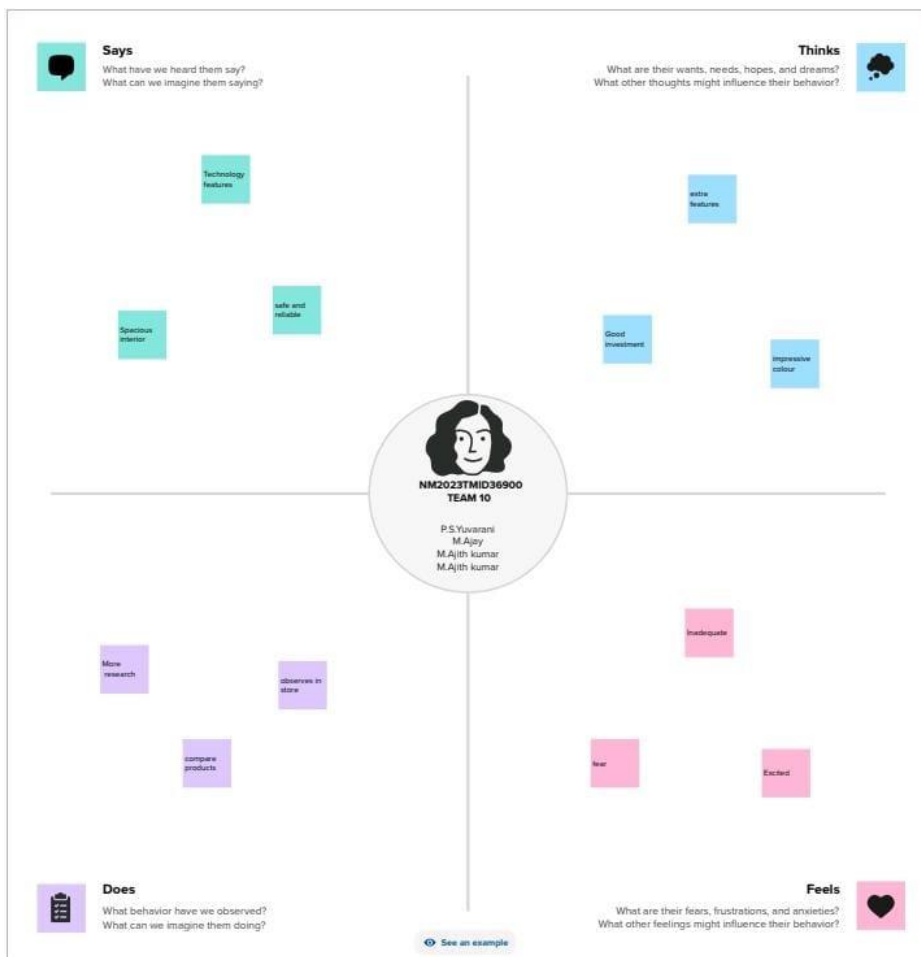 Says
What have we heard them say?
What can we imagine them saying?
Thinks
What are their wants, needs, hopes, and dreams?
What other thoughts might influence their behavior?
Technology
features
safe and
reliable
Spacious
interior
extra
features
Good
investment
impressive
colour
NM2023TMID36900
TEAM 10
P.S.Yuvarani
M.Ajay
M.Ajith kumar
M.Ajith kumar
More
research
observes in
store
compare
products
Inadequate
fear
Excited
Does
What behavior have we observed?
What can we imagine them doing?
Feels
What are their fears, frustrations, and anxieties?
What other feelings might influence their behavior?
See an example